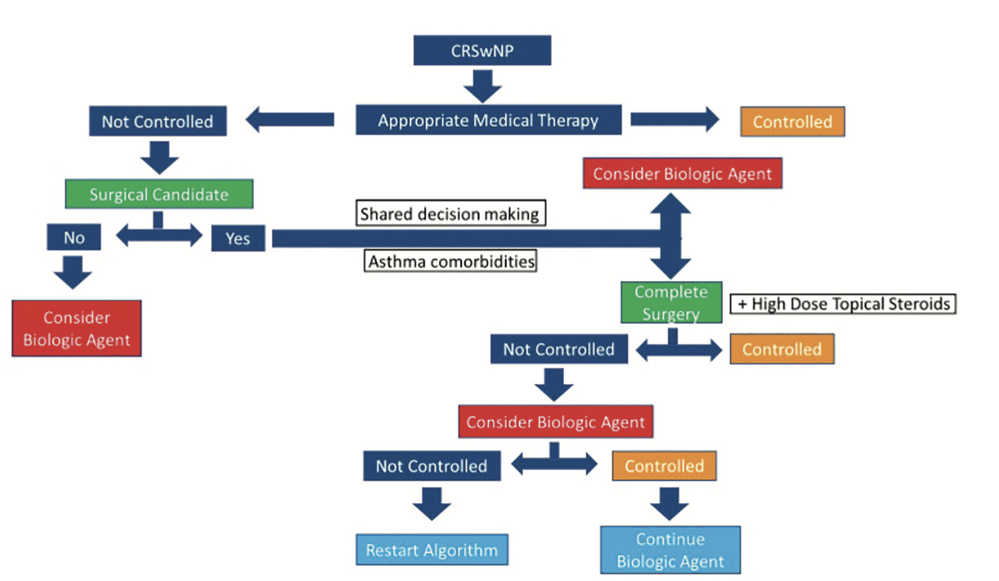 CRSwNP
Not Controlled
Appropriate Medical Therapy
Controlled
Consider Biologic Agent
Surgical Candidate
Shared decision making
No
Yes
Asthma comorbidities
Complete
Surgery
+ High Dose Topical Steroids
Consider
Biologic Agent
Not Controlled
Controlled
Consider Biologic Agent
Not Controlled
Controlled
Restart Algorithm
Continue
Biologic Agent